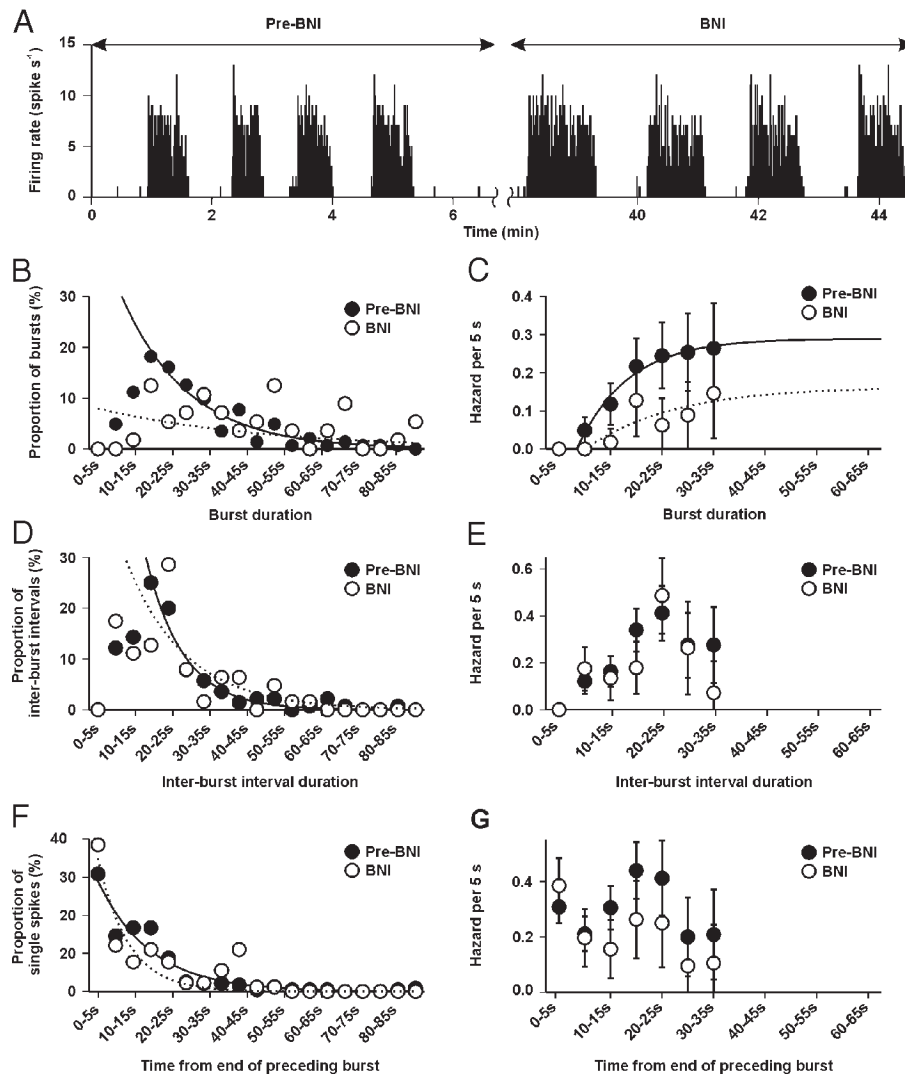 A
Pre-BNI
BNI
Firing rate (spike s⁻¹)
15
10
5
0
0
2
4
6
40
42
44
Time (min)
B
Proportion of bursts (%)
30
20
10
0
Pre-BNI
BNI
0-5s
10-15s
20-25s
30-35s
40-45s
50-55s
60-65s
70-75s
80-85s
Burst duration
C
Hazard per 5 s
0.4
0.3
0.2
0.1
0.0
Pre-BNI
BNI
0-5s
10-15s
20-25s
30-35s
40-45s
50-55s
60-65s
Burst duration
D
Proportion of
inter-burst intervals (%)
30
20
10
0
Pre-BNI
BNI
0-5s
10-15s
20-25s
30-35s
40-45s
50-55s
60-65s
70-75s
80-85s
Inter-burst interval duration
E
Hazard per 5 s
0.6
0.4
0.2
0.0
Pre-BNI
BNI
0-5s
10-15s
20-25s
30-35s
40-45s
50-55s
60-65s
Inter-burst interval duration
F
Proportion of
single spikes (%)
40
20
20
0
Pre-BNI
BNI
0-5s
10-15s
20-25s
30-35s
40-45s
50-55s
60-65s
70-75s
80-85s
Time from end of preceding burst
G
Hazard per 5 s
0.4
0.2
0.0
Pre-BNI
BNI
0-5s
10-15s
20-25s
30-35s
40-45s
50-55s
60-65s
Time from end of preceding burst